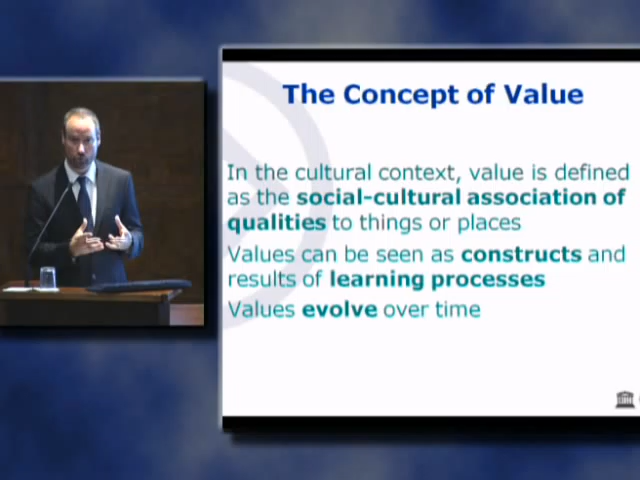 The Concept of Value
In the cultural context, value is defined
as the social-cultural association of
qualities to things or places
Values can be seen as constructs and
results of learning processes
Values evolve over time